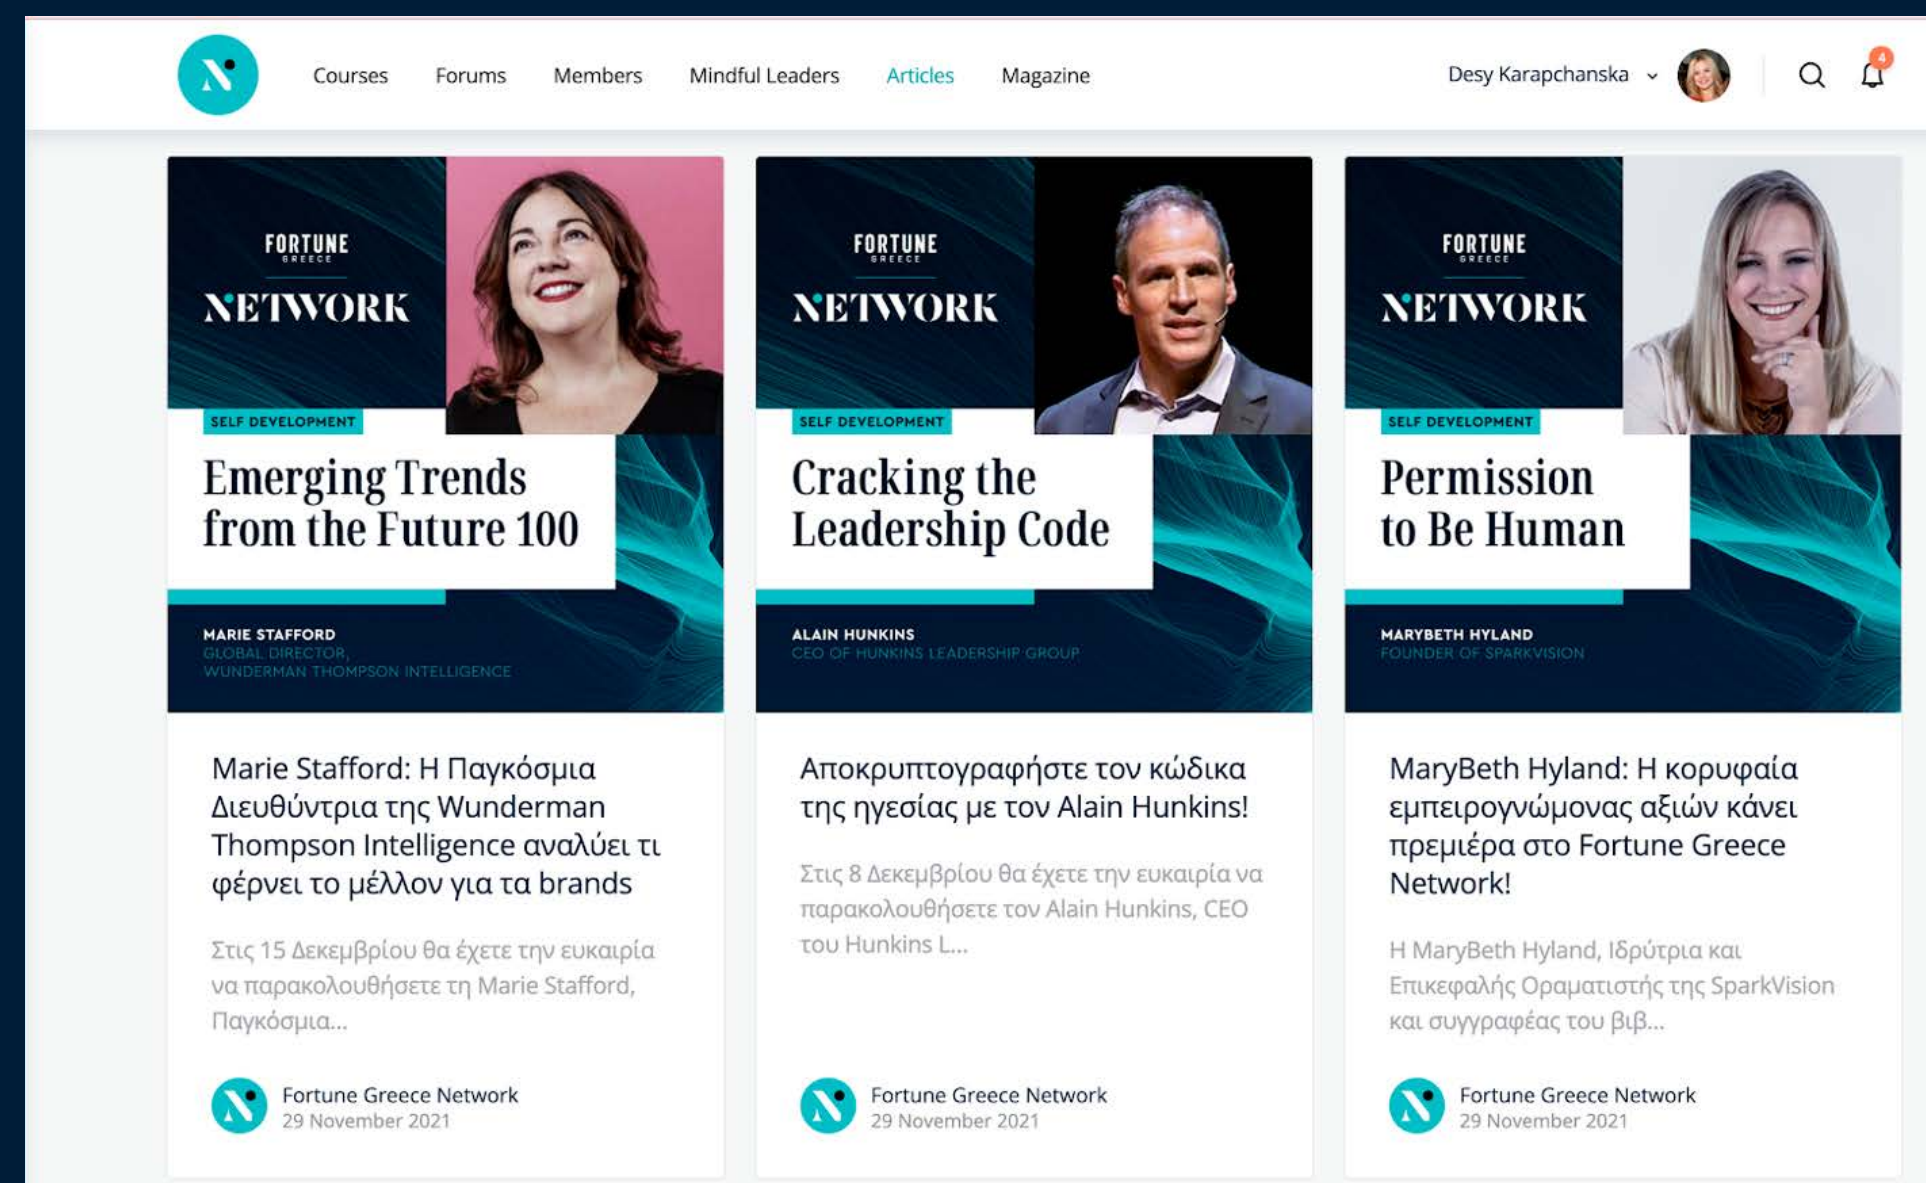 N
Courses
Forums
Members
Mindful Leaders
Articles
Magazine
Desy Karapchanska
4
FORTUNE
GREECE
NETWORK
SELF DEVELOPMENT
Emerging Trends
from the Future 100
MARIE STAFFORD
GLOBAL DIRECTOR,
WUNDERMAN THOMPSON INTELLIGENCE
Marie Stafford: Η Παγκόσμια
Διευθύντρια της Wunderman
Thompson Intelligence αναλύει τι
φέρνει το μέλλον για τα brands
Στις 15 Δεκεμβρίου θα έχετε την ευκαιρία
να παρακολουθήσετε τη Marie Stafford,
Παγκόσμια...
N
Fortune Greece Network
29 November 2021
FORTUNE
GREECE
NETWORK
SELF DEVELOPMENT
Cracking the
Leadership Code
ALAIN HUNKINS
CEO OF HUNKINS LEADERSHIP GROUP
Αποκρυπτογραφήστε τον κώδικα
της ηγεσίας με τον Alain Hunkins!
Στις 8 Δεκεμβρίου θα έχετε την ευκαιρία να
παρακολουθήσετε τον Alain Hunkins, CEO
του Hunkins L...
N
Fortune Greece Network
29 November 2021
FORTUNE
GREECE
NETWORK
SELF DEVELOPMENT
Permission
to Be Human
MARYBETH HYLAND
FOUNDER OF SPARKVISION
MaryBeth Hyland: Η κορυφαία
εμπειρογνώμονας αξιών κάνει
πρεμιέρα στο Fortune Greece
Network!
Η MaryBeth Hyland, Ιδρύτρια και
Επικεφαλής Οραματιστής της SparkVision
και συγγραφέας του βιβ...
N
Fortune Greece Network
29 November 2021